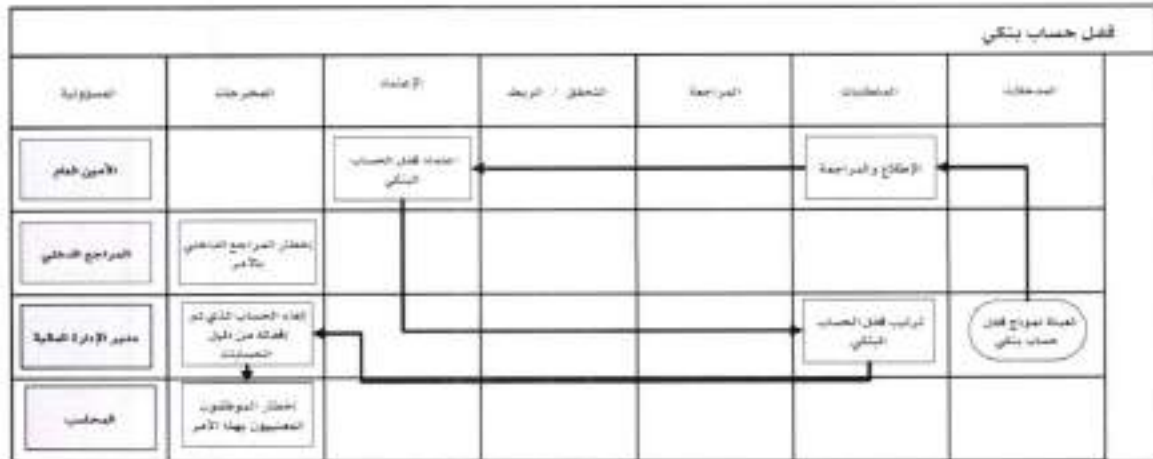 قفل حساب بنكي
المدخلات
المتطلبات
المراجعة
التحقق / الربط
الإعتماد
المخرجات
المسؤولية
الإطلاع والمراجعة
اعتماد قفل الحساب
البنكي
الأمين العام
إخطار المراجع الداخلي
بالأمر
المراجع الداخلي
تعبئة نموذج قفل
حساب بنكي
ترتيب قفل الحساب
البنكي
إلغاء الحساب الذي تم
إقفاله من دليل
الحسابات
مدير الإدارة المالية
إخطار الموظفون
المعنييون بهذا الأمر
المحاسب